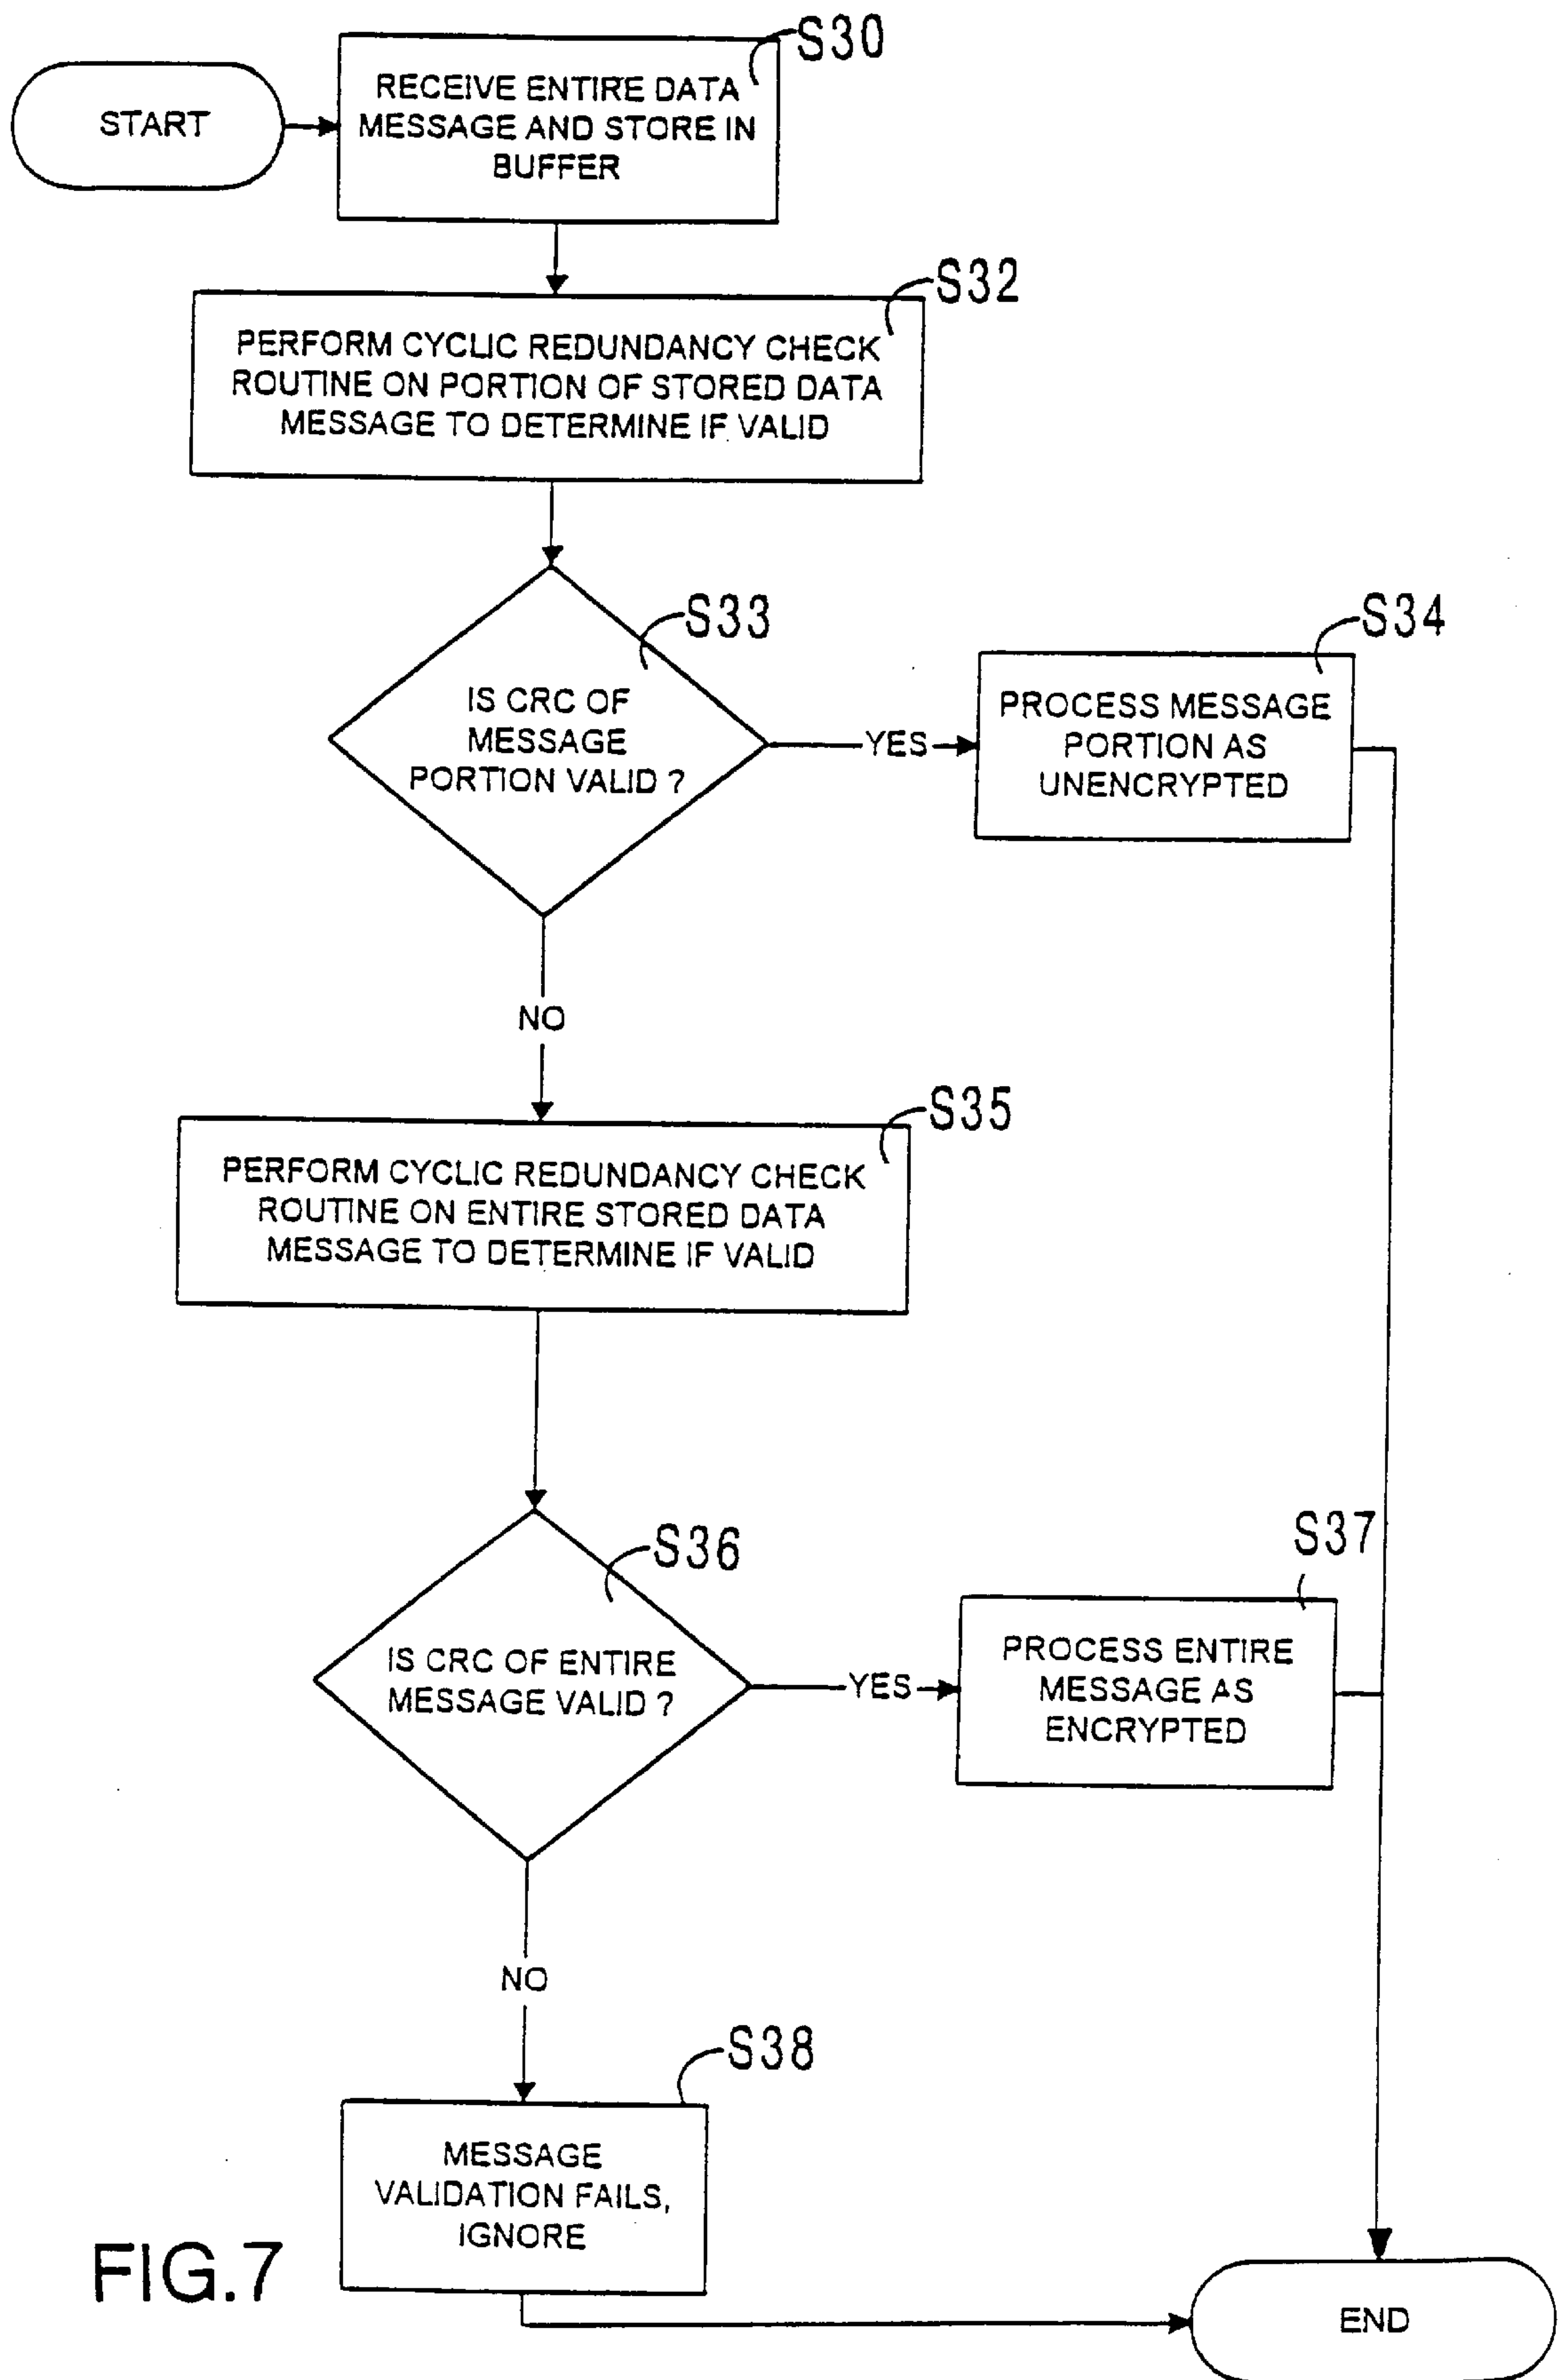 S30
START
RECEIVE ENTIRE DATA
MESSAGE AND STORE IN
BUFFER
S32
PERFORM CYCLIC REDUNDANCY CHECK
ROUTINE ON PORTION OF STORED DATA
MESSAGE TO DETERMINE IF VALID
S33
IS CRC OF
MESSAGE
PORTION VALID ?
YES
S34
PROCESS MESSAGE
PORTION AS
UNENCRYPTED
NO
S35
PERFORM CYCLIC REDUNDANCY CHECK
ROUTINE ON ENTIRE STORED DATA
MESSAGE TO DETERMINE IF VALID
S36
IS CRC OF ENTIRE
MESSAGE VALID ?
YES
S37
PROCESS ENTIRE
MESSAGE AS
ENCRYPTED
NO
S38
MESSAGE
VALIDATION FAILS,
IGNORE
FIG.7
END